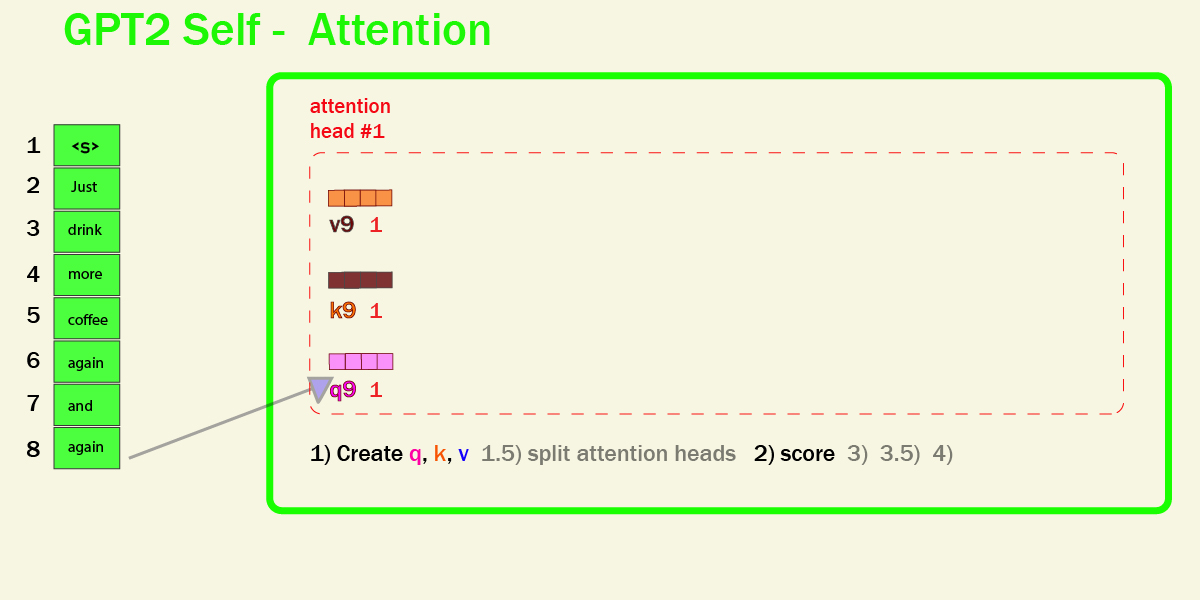 GPT2 Self - Attention
attention
head #1
1 <s>
2 Just
3 drink
4 more
5 coffee
6 again
7 and
8 again
v9 1
k9 1
q9 1
1) Create q, k, v 1.5) split attention heads 2) score 3) 3.5) 4)